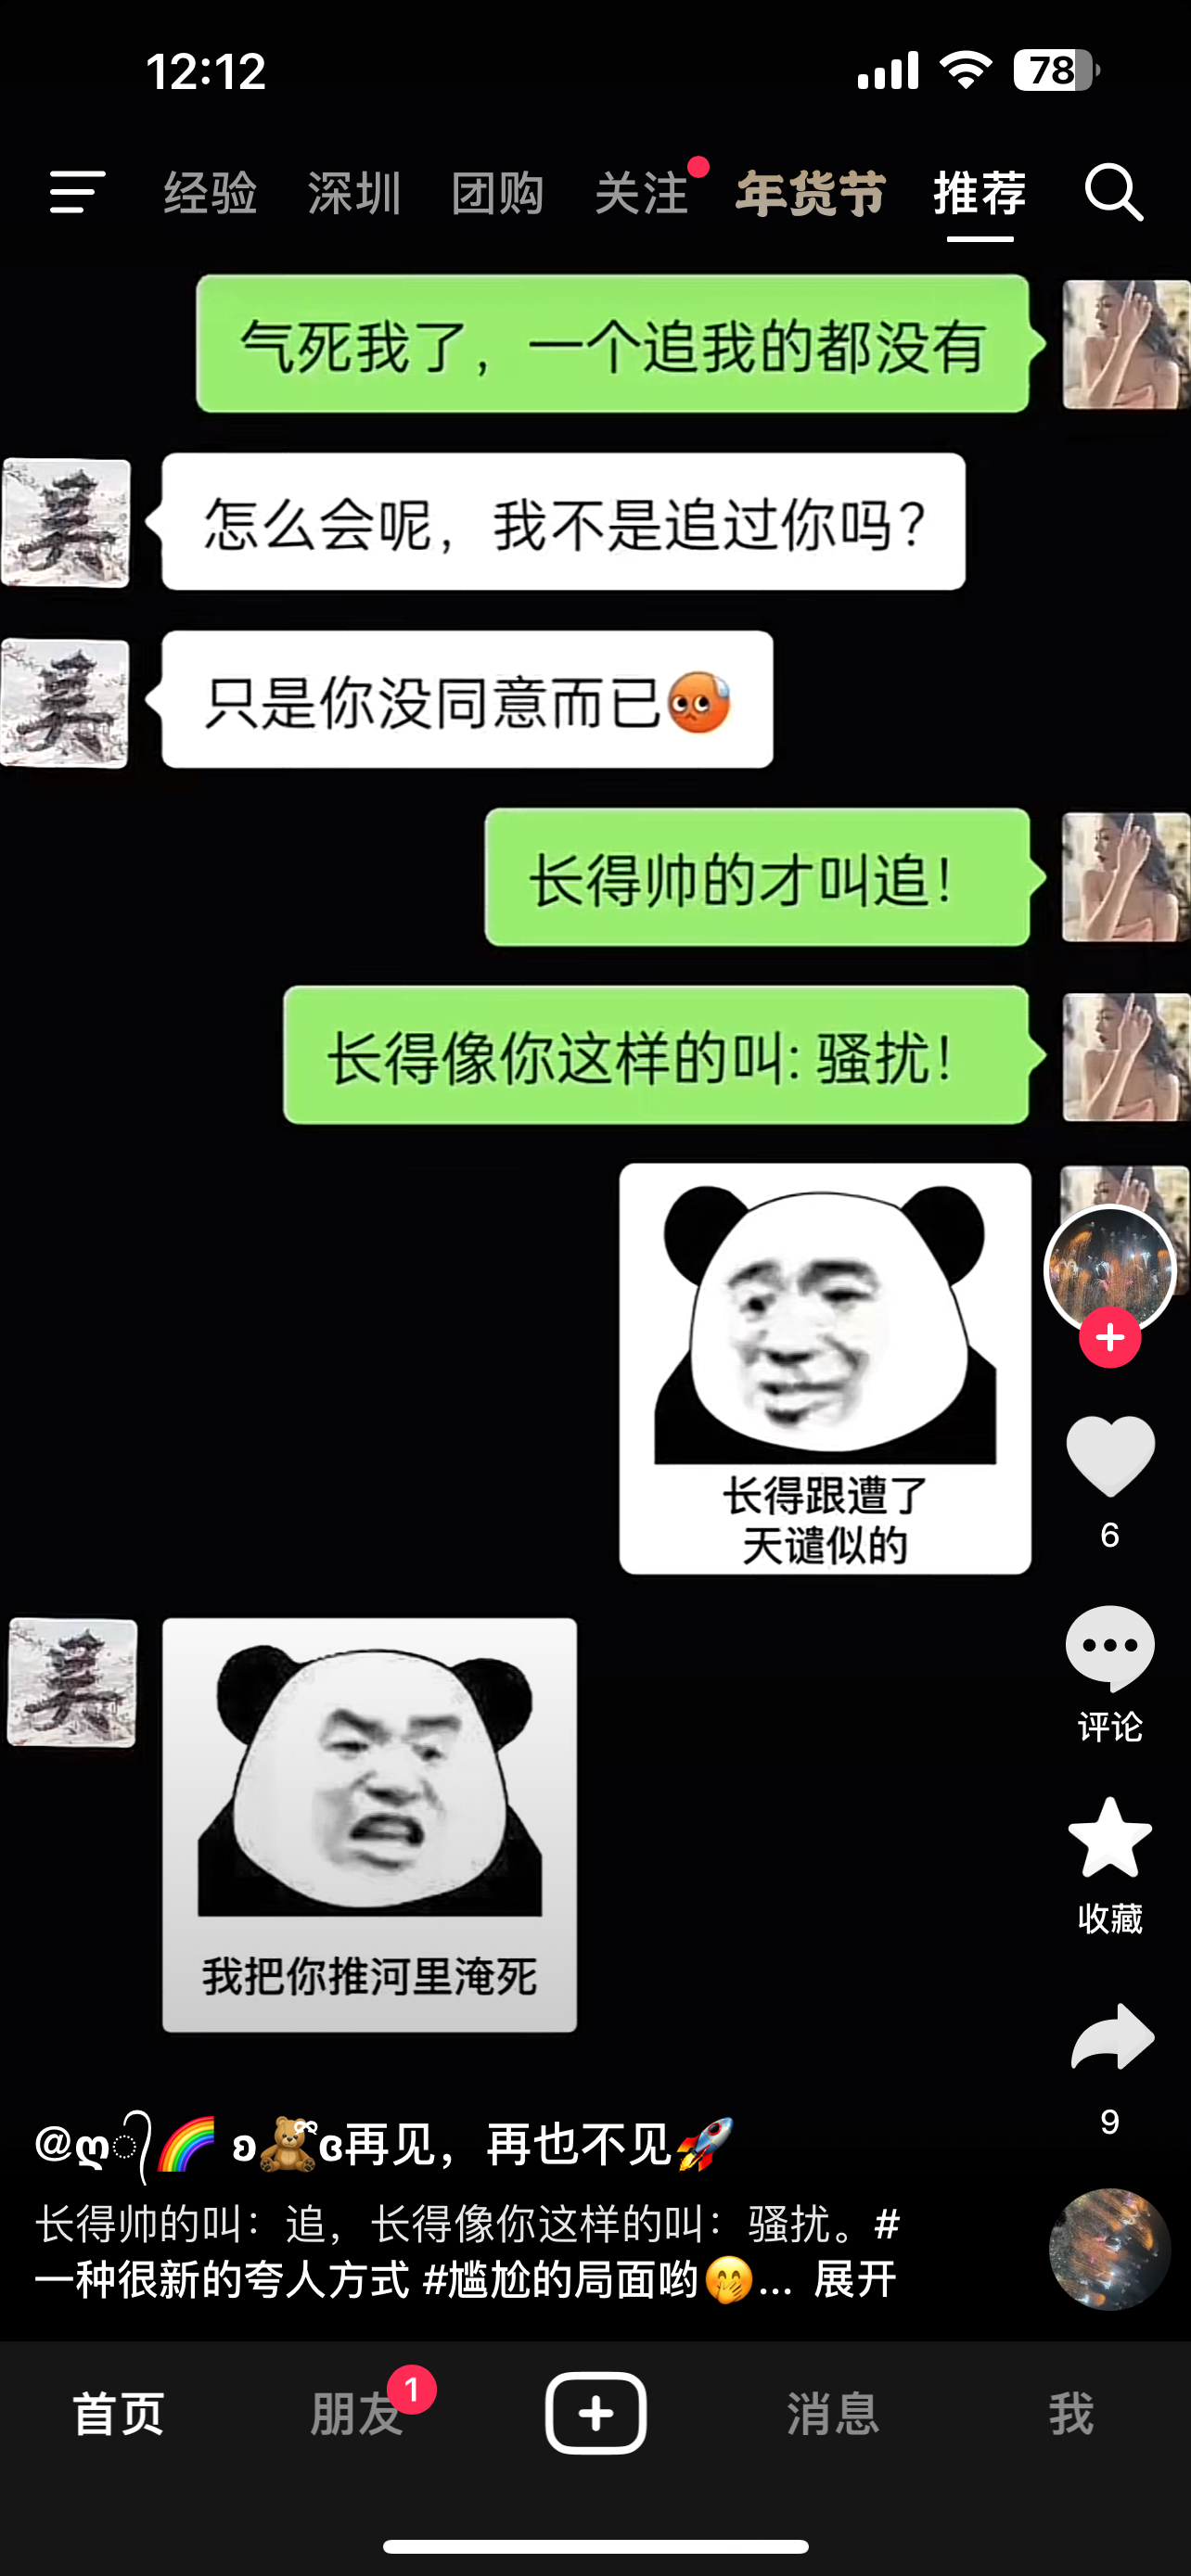 12:12
78
经验 深圳 团购 关注 年货节 推荐
气死我了，一个追我的都没有
怎么会呢，我不是追过你吗？
只是你没同意而已
长得帅的才叫追！
长得像你这样的叫: 骚扰！
长得跟遭了
天谴似的
6
评论
我把你推河里淹死
收藏
9
@ღ᭄🌈 ʚ🧸ྀིɞ再见，再也不见🚀
长得帅的叫：追，长得像你这样的叫：骚扰。#
一种很新的夸人方式 #尴尬的局面哟🤭... 展开
首页 朋友 1 消息 我